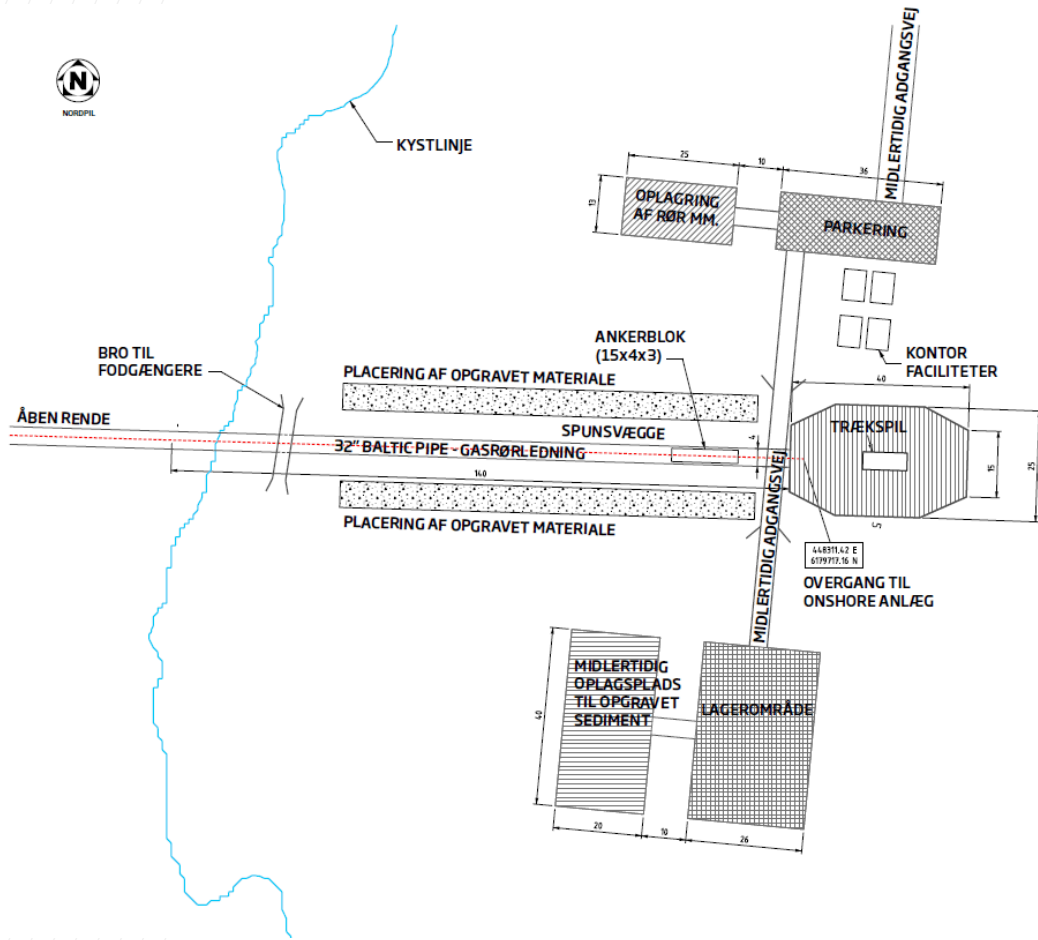 MIDLERTIDIG ADGANGSVEJ
N
NORDPIL
KYSTLINJE
25
10
36
13
OPLAGRING
AF RØR MM.
PARKERING
ANKERBLOK
(15x4x3)
KONTOR
FACILITETER
BRO TIL
FODGÆNGERE
PLACERING AF OPGRAVET MATERIALE
40
ÅBEN RENDE
SPUNSVÆGGE
4
TRÆKSPIL
32" BALTIC PIPE - GASRØRLEDNING
15
25
140
MIDLERTIDIG ADGANGSVEJ
PLACERING AF OPGRAVET MATERIALE
5
448311.42 E
6179717.16 N
OVERGANG TIL
ONSHORE ANLÆG
MIDLERTIDIG
OPLAGSPLADS
TIL OPGRAVET
SEDIMENT
LAGEROMRÅDE
40
20
10
26